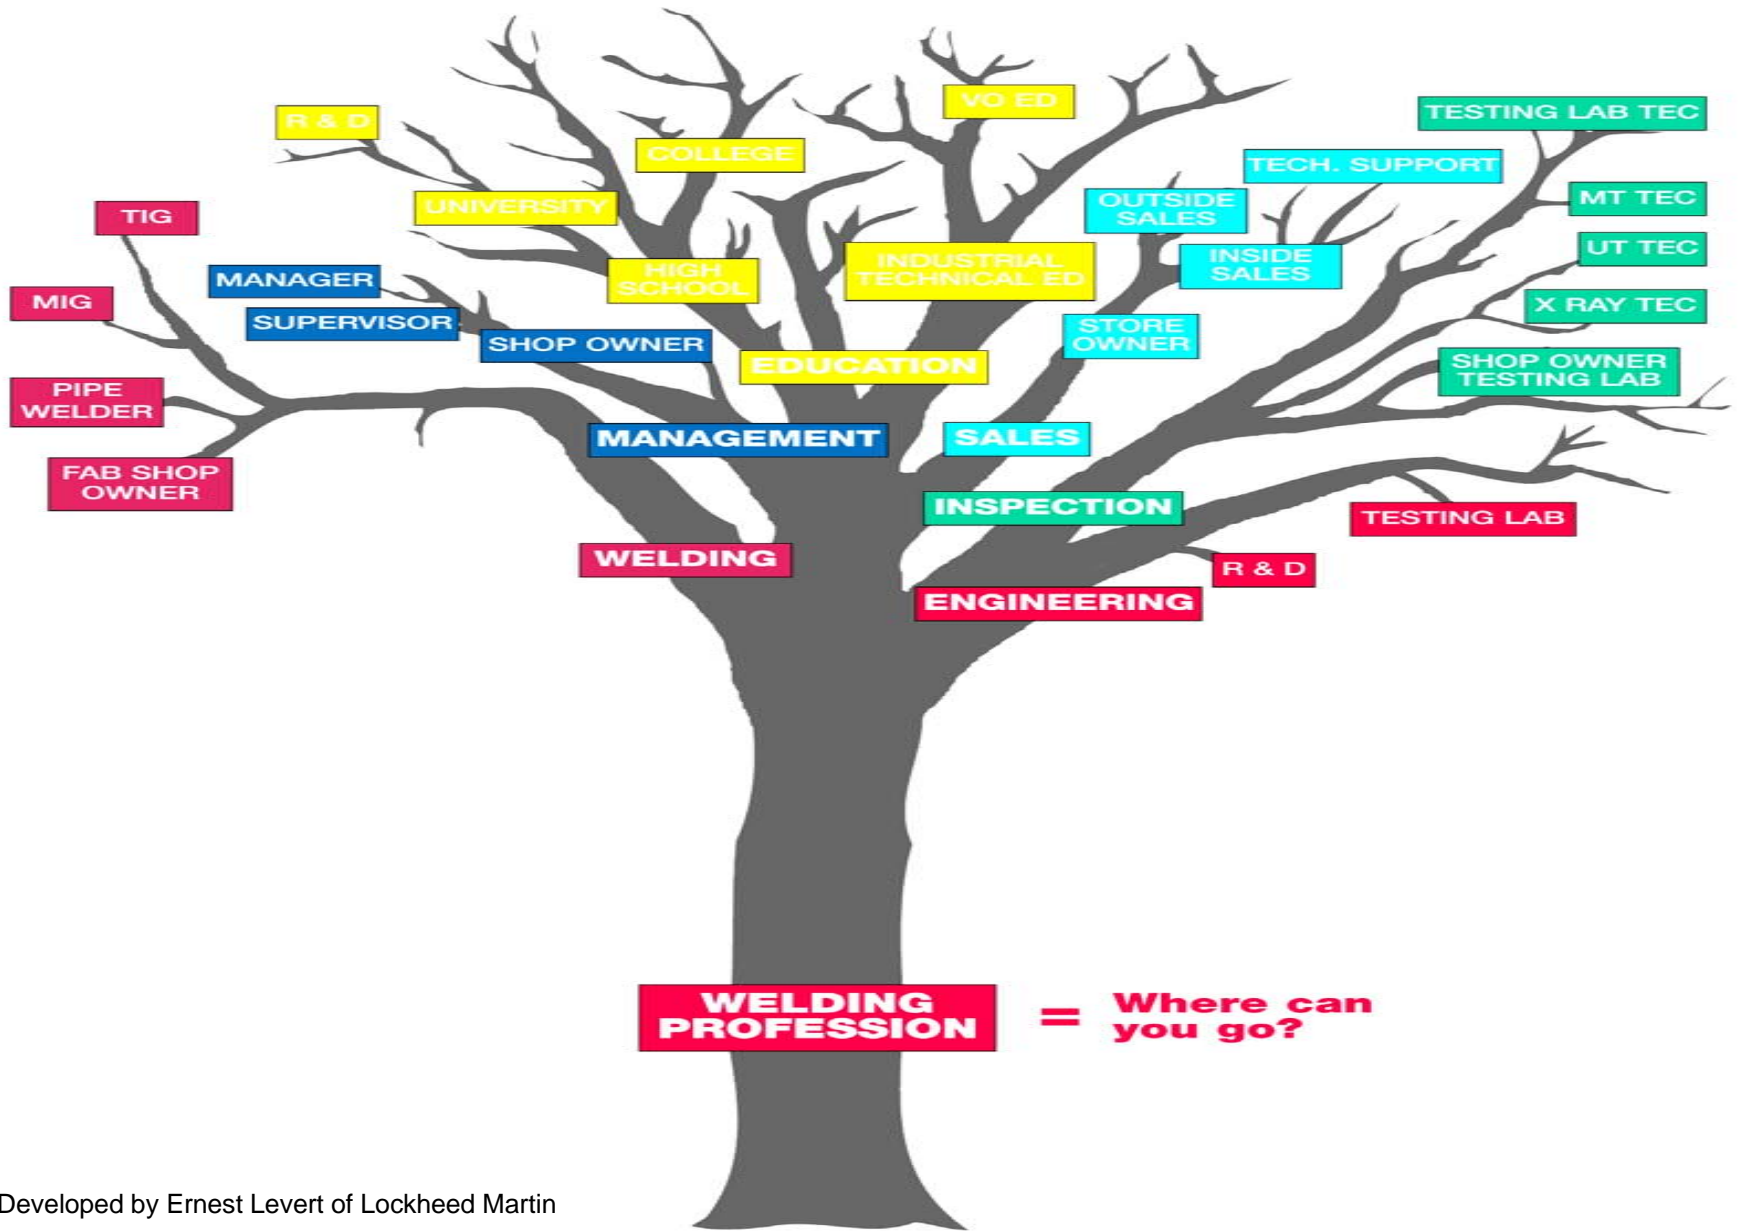 VO ED
R & D
TESTING LAB TEC
COLLEGE
TECH. SUPPORT
UNIVERSITY
OUTSIDE
SALES
MT TEC
TIG
UT TEC
MANAGER
HIGH
SCHOOL
INDUSTRIAL
TECHNICAL ED
INSIDE
SALES
MIG
X RAY TEC
SUPERVISOR
SHOP OWNER
STORE
OWNER
EDUCATION
SHOP OWNER
TESTING LAB
PIPE
WELDER
MANAGEMENT
SALES
FAB SHOP
OWNER
INSPECTION
TESTING LAB
WELDING
R & D
ENGINEERING
WELDING
PROFESSION
= Where can
you go?
Developed by Ernest Levert of Lockheed Martin